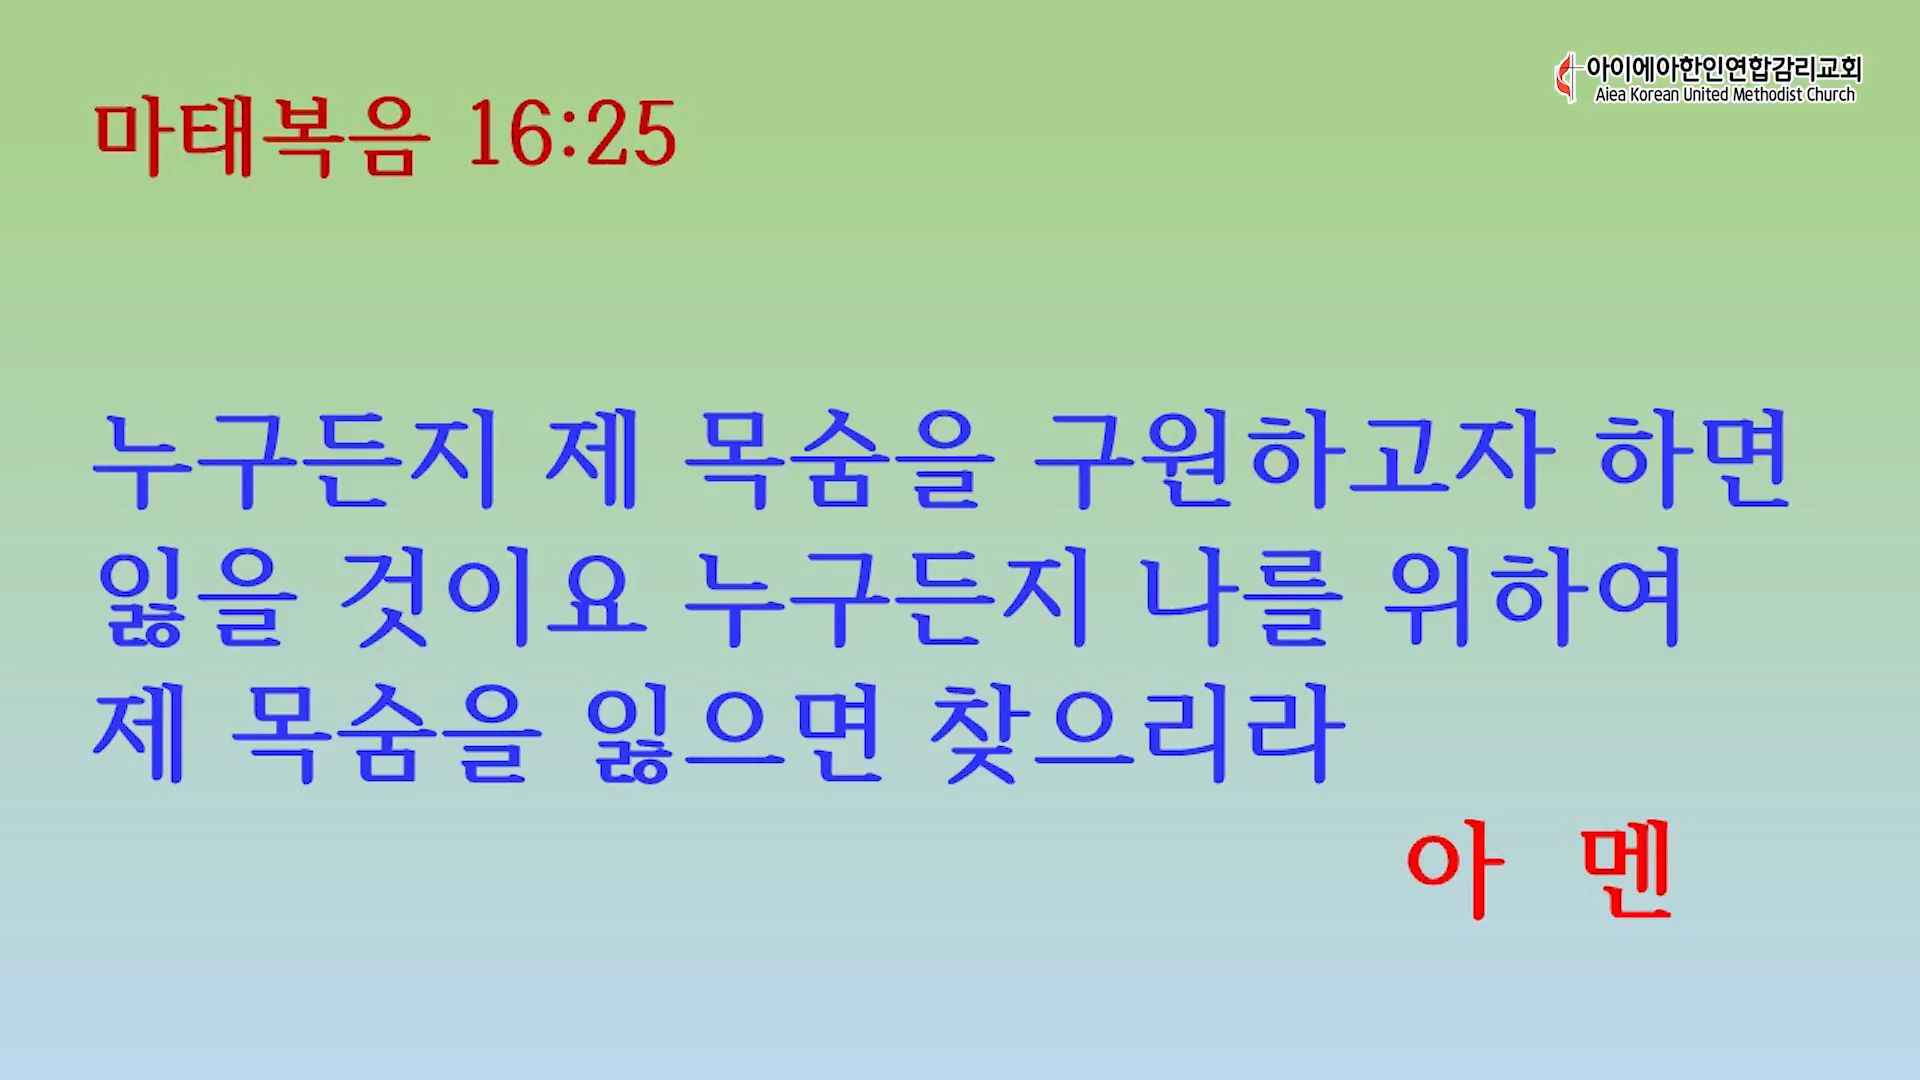 아이에아한인연합감리교회
Aiea Korean United Methodist Church
마태복음 16:25
누구든지 제 목숨을 구원하고자 하면
잃을 것이요 누구든지 나를 위하여
제 목숨을 잃으면 찾으리라
아 멘